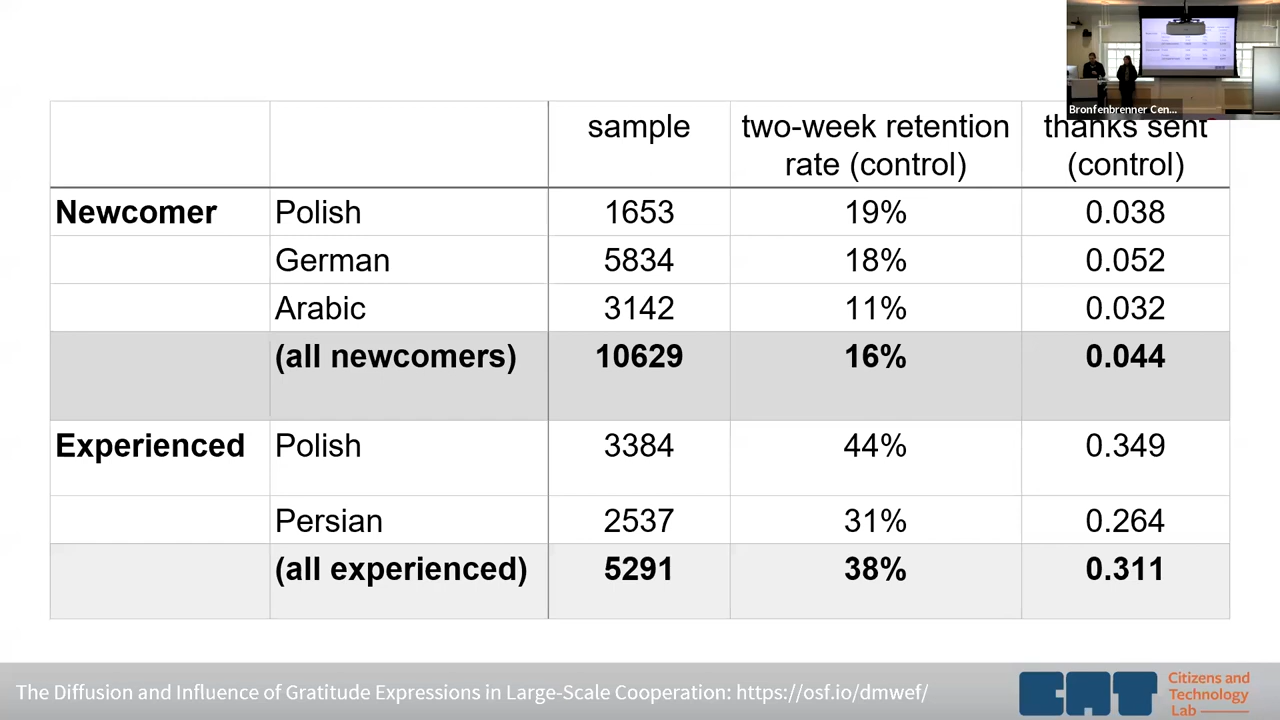 Bronfenbrenner Cen...
sample two-week retention rate (control) thanks sent (control)
Newcomer Polish 1653 19% 0.038
German 5834 18% 0.052
Arabic 3142 11% 0.032
(all newcomers) 10629 16% 0.044
Experienced Polish 3384 44% 0.349
Persian 2537 31% 0.264
(all experienced) 5291 38% 0.311
The Diffusion and Influence of Gratitude Expressions in Large-Scale Cooperation: https://osf.io/dmwef/
CAT
Citizens and
Technology
Lab